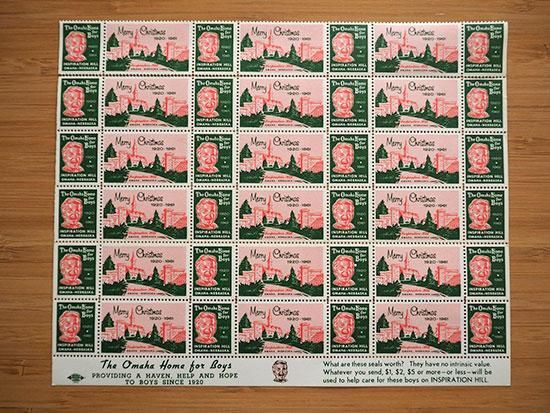 The Omaha Home
for
Boys
INSPIRATION HILL
OMAHA-NEBRASKA
Merry Christmas
1920-1961
Inspiration Hill
The Omaha Home for Boys
PROVIDING A HAVEN, HELP AND HOPE
TO BOYS SINCE 1920
What are these seals worth? They have no intrinsic value.
Whatever you send, $1, $2, $5 or more—or less—will be
used to help care for these boys on INSPIRATION HILL.